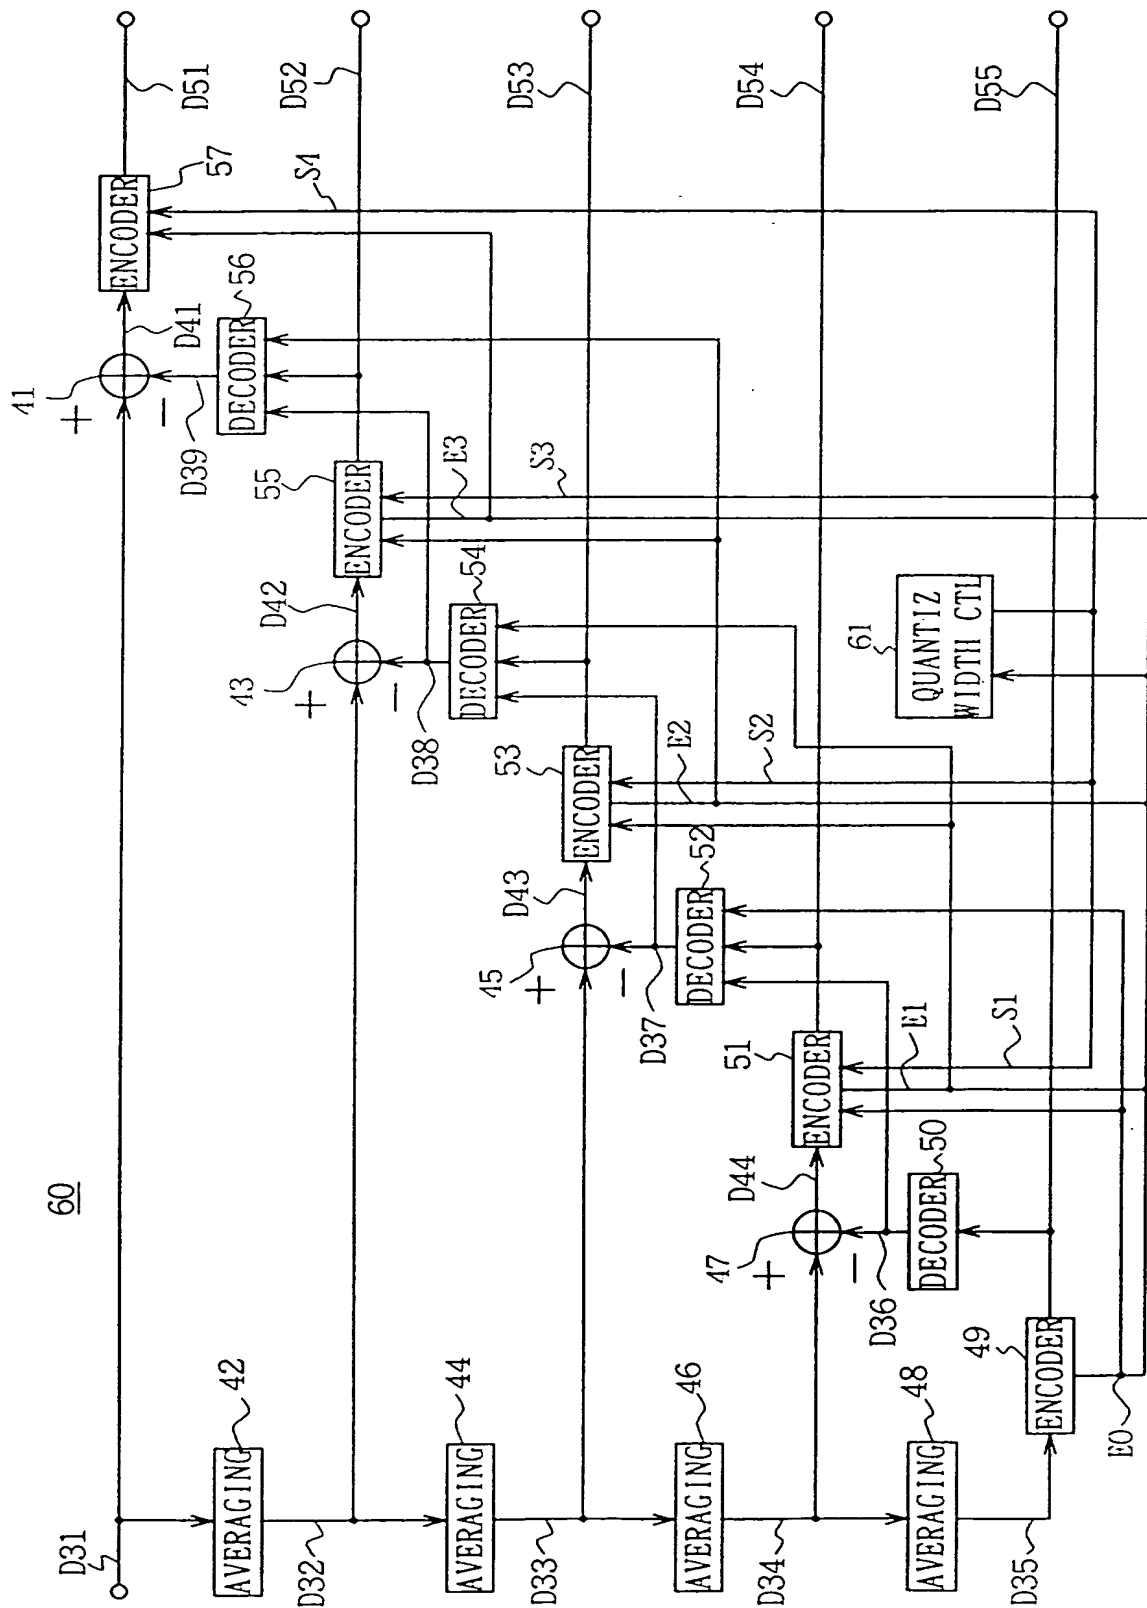 60
D31
AVERAGING 42
D32
AVERAGING 44
D33
AVERAGING 46
D34
AVERAGING 48
D35
ENCODER 49
E0
D36
DECODER 50
47
+
−
D44
ENCODER 51
E1
S1
D37
DECODER 52
45
+
−
D43
ENCODER 53
E2
S2
D38
DECODER 54
43
+
−
D42
ENCODER 55
E3
S3
D39
DECODER 56
41
+
−
D41
ENCODER 57
S4
61
QUANTIZ
WIDTH CTL
D51
D52
D53
D54
D55